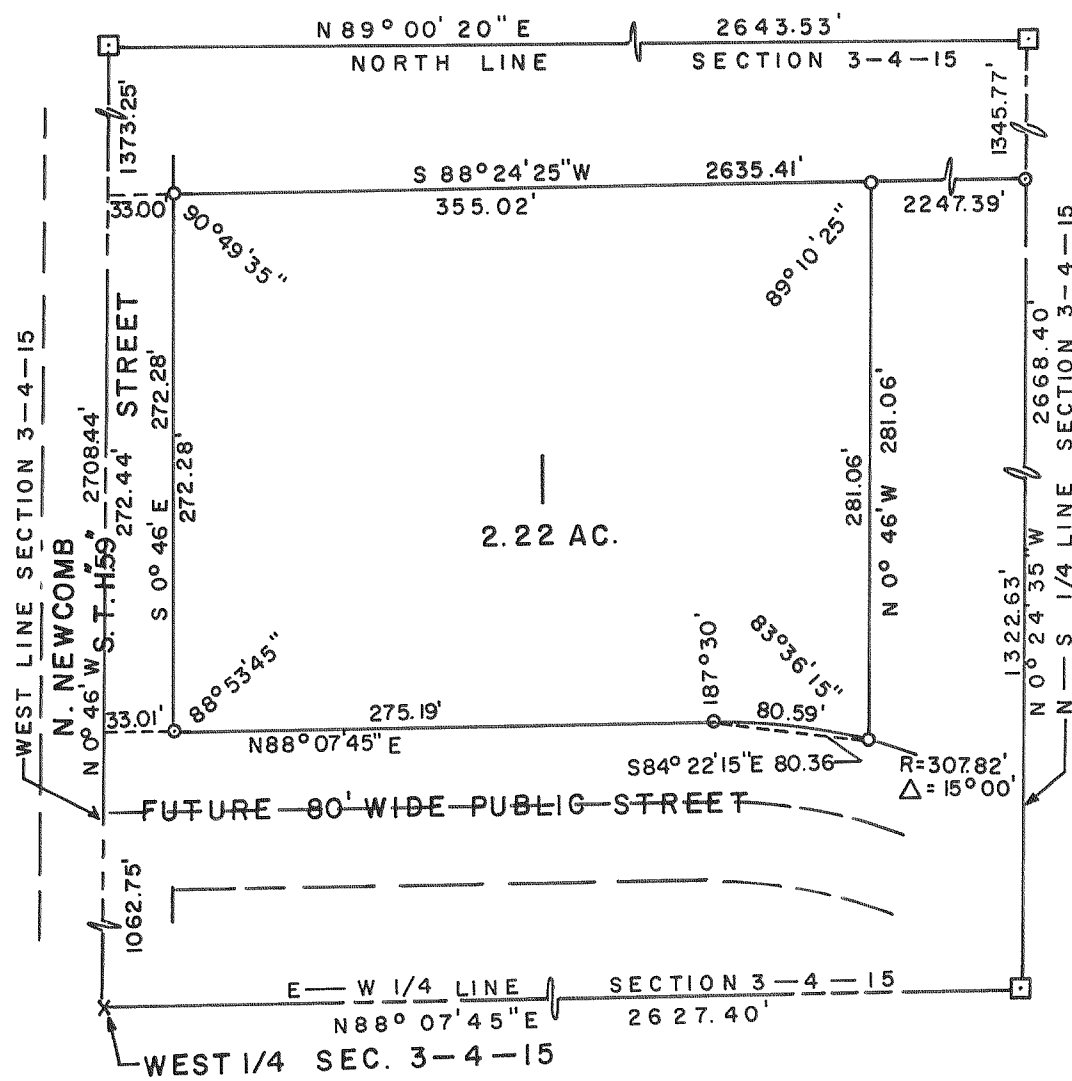 N 89° 00' 20" E 2643.53'
NORTH LINE SECTION 3-4-15
1373.25'
1345.77'
S 88° 24' 25" W 2635.41'
33.00'
355.02'
2247.39'
90° 49' 35"
89° 10' 25"
WEST LINE SECTION 3-4-15
N. NEWCOMB STREET
S. T. H. "59"
N 0° 46' W 2708.44'
272.44'
S 0° 46' E 272.28'
272.28'
2.22 AC.
281.06'
N 0° 46' W 281.06'
1322.63'
N 0° 24' 35" W 2668.40'
N—S 1/4 LINE SECTION 3-4-15
88° 53' 45"
187° 30'
83° 36' 15"
33.01'
275.19'
80.59'
N88° 07' 45" E
S84° 22' 15" E 80.36
R=307.82'
△ = 15° 00'
FUTURE 80' WIDE PUBLIC STREET
1062.75'
E— W 1/4 LINE SECTION 3-4-15
N88° 07' 45" E 2627.40'
WEST 1/4 SEC. 3-4-15